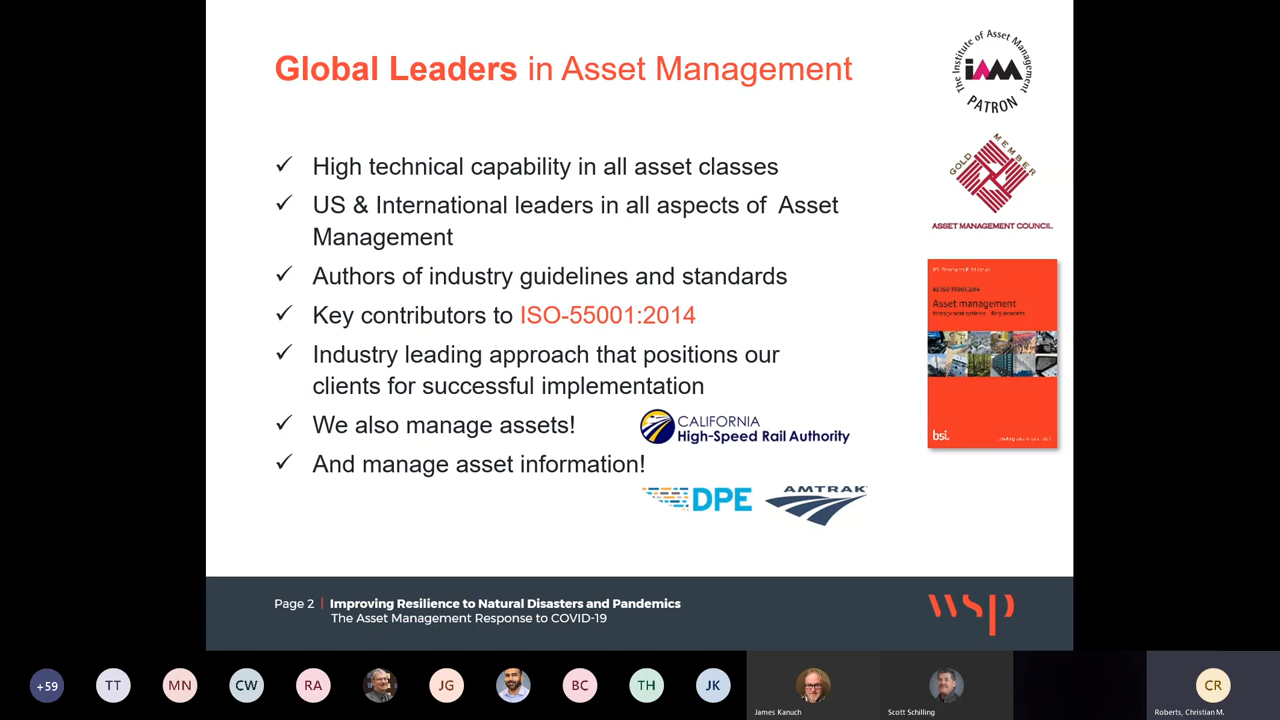 Global Leaders in Asset Management
The Institute of Asset Management
iAM
PATRON
✓ High technical capability in all asset classes
✓ US & International leaders in all aspects of Asset
Management
✓ Authors of industry guidelines and standards
✓ Key contributors to ISO-55001:2014
✓ Industry leading approach that positions our
clients for successful implementation
✓ We also manage assets!
✓ And manage asset information!
GOLD MEMBER
ASSET MANAGEMENT COUNCIL
BS ISO 55001:2014
Asset management
bsi.
CALIFORNIA
High-Speed Rail Authority
DPE
AMTRAK
Page 2 | Improving Resilience to Natural Disasters and Pandemics
The Asset Management Response to COVID-19
wsp
+59 TT MN CW RA JG BC TH JK CR
James Kanuch Scott Schilling Roberts, Christian M.